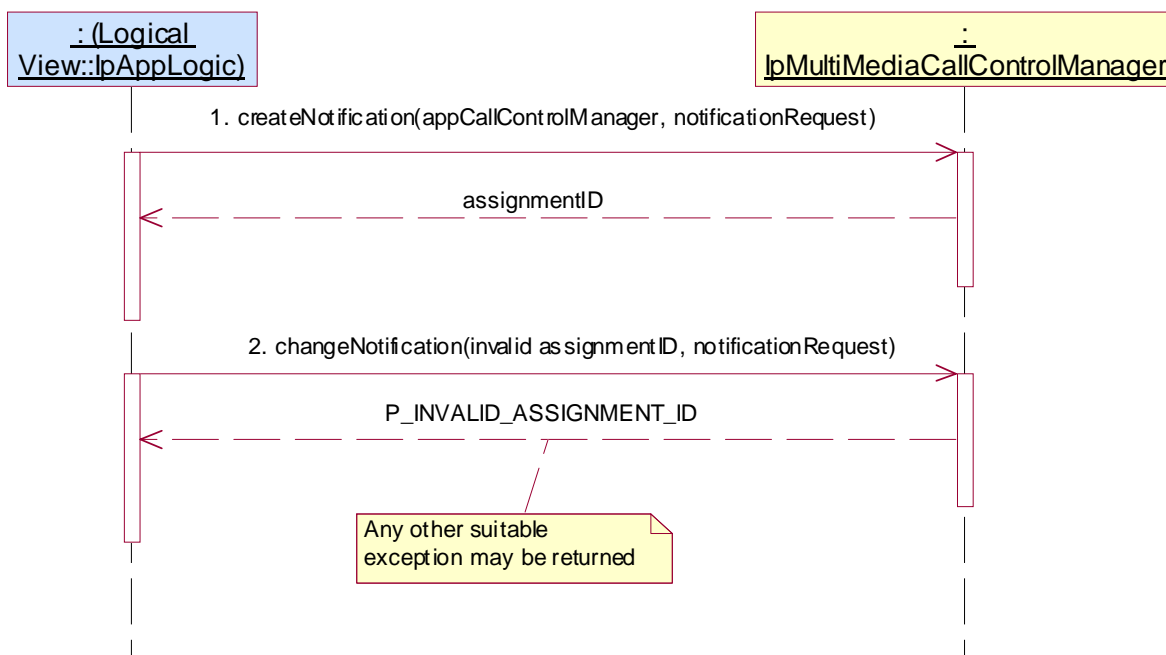 : (Logical
View::IpAppLogic)
:
IpMultiMediaCallControlManager
1. createNotification(appCallControlManager, notificationRequest)
assignmentID
2. changeNotification(invalid assignmentID, notificationRequest)
P_INVALID_ASSIGNMENT_ID
Any other suitable
exception may be returned